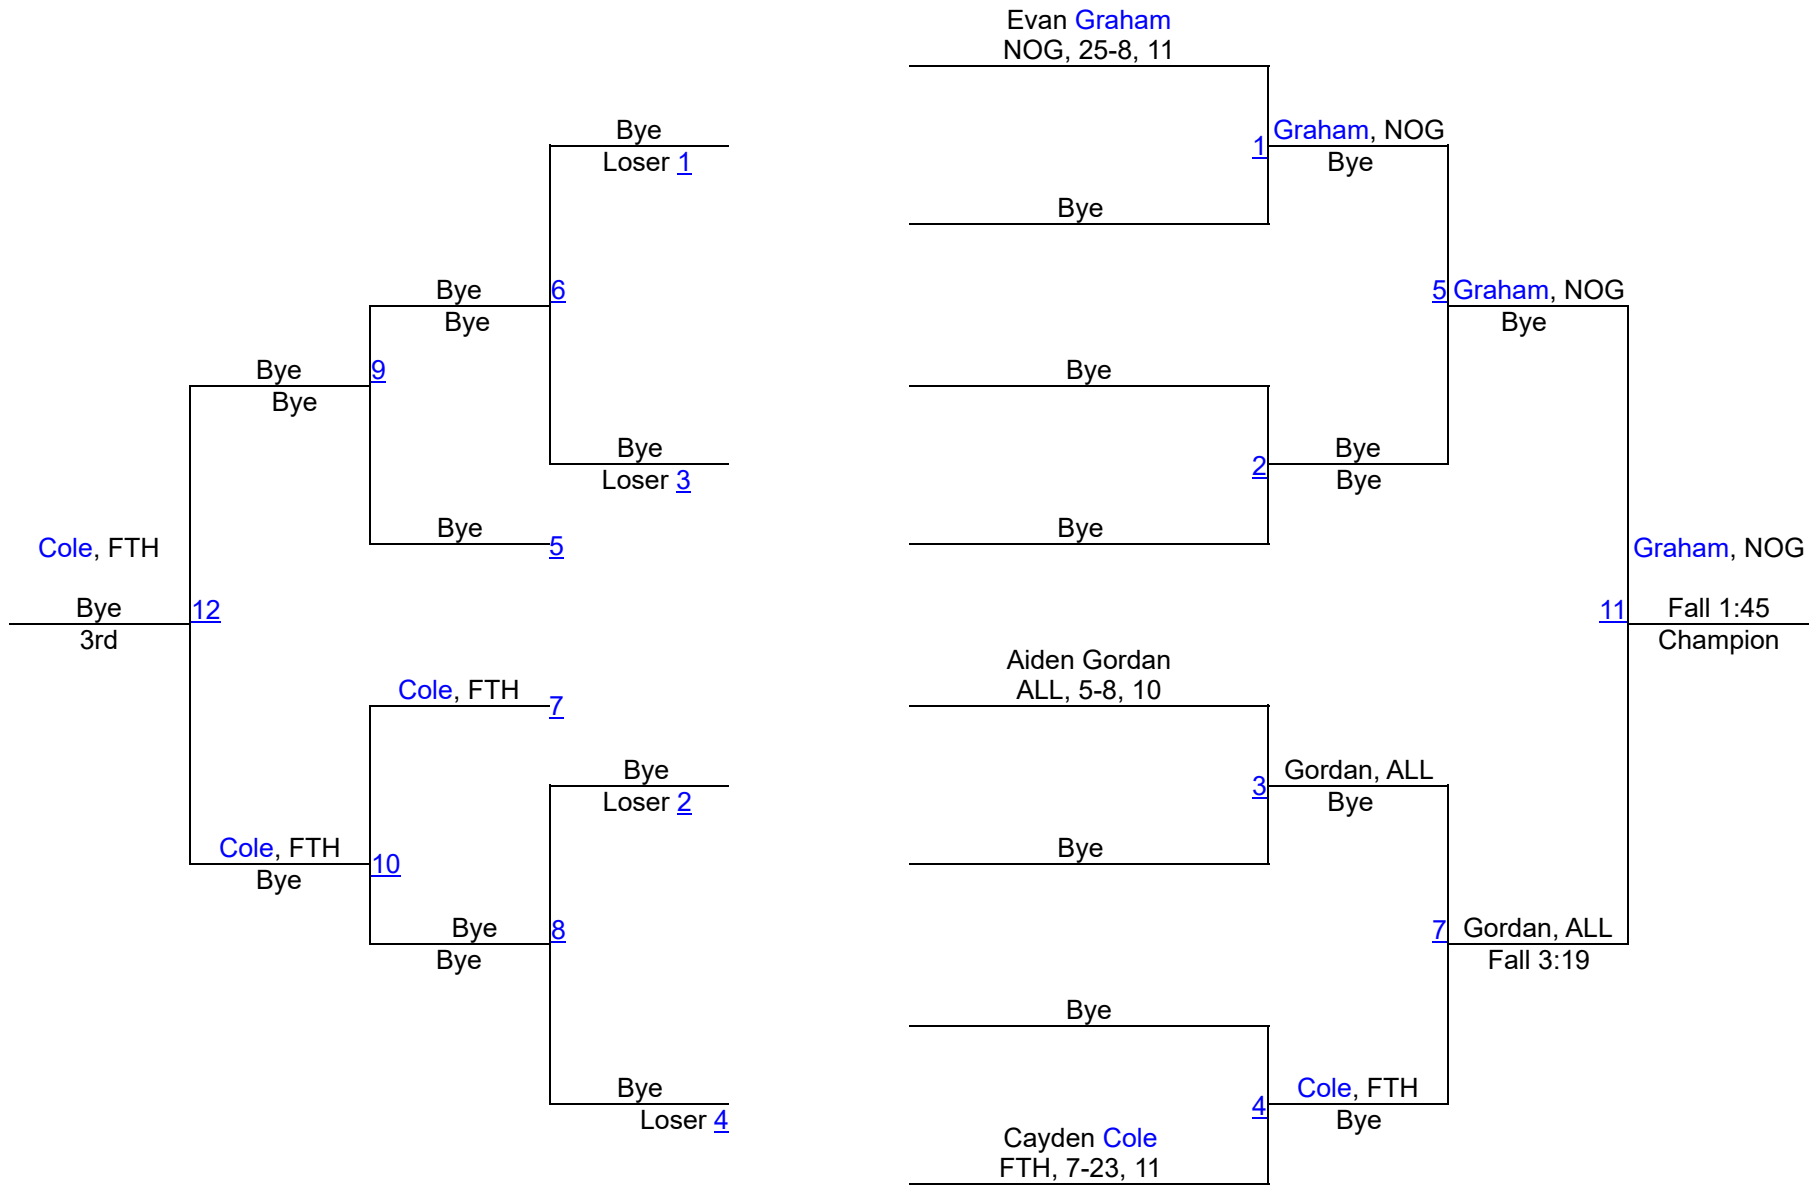 Evan Graham
NOG, 25-8, 11
Bye
Loser 1
1
Graham, NOG
Bye
Bye
Bye
Bye
6
5
Graham, NOG
Bye
Bye
Bye
9
Bye
Bye
Loser 3
2
Bye
Bye
Bye
5
Bye
Cole, FTH
Bye
3rd
12
Graham, NOG
11
Fall 1:45
Champion
Cole, FTH
7
Aiden Gordan
ALL, 5-8, 10
Bye
Loser 2
3
Gordan, ALL
Bye
Cole, FTH
Bye
10
Bye
Bye
Bye
8
7
Gordan, ALL
Fall 3:19
Bye
Bye
Loser 4
4
Cole, FTH
Bye
Cayden Cole
FTH, 7-23, 11